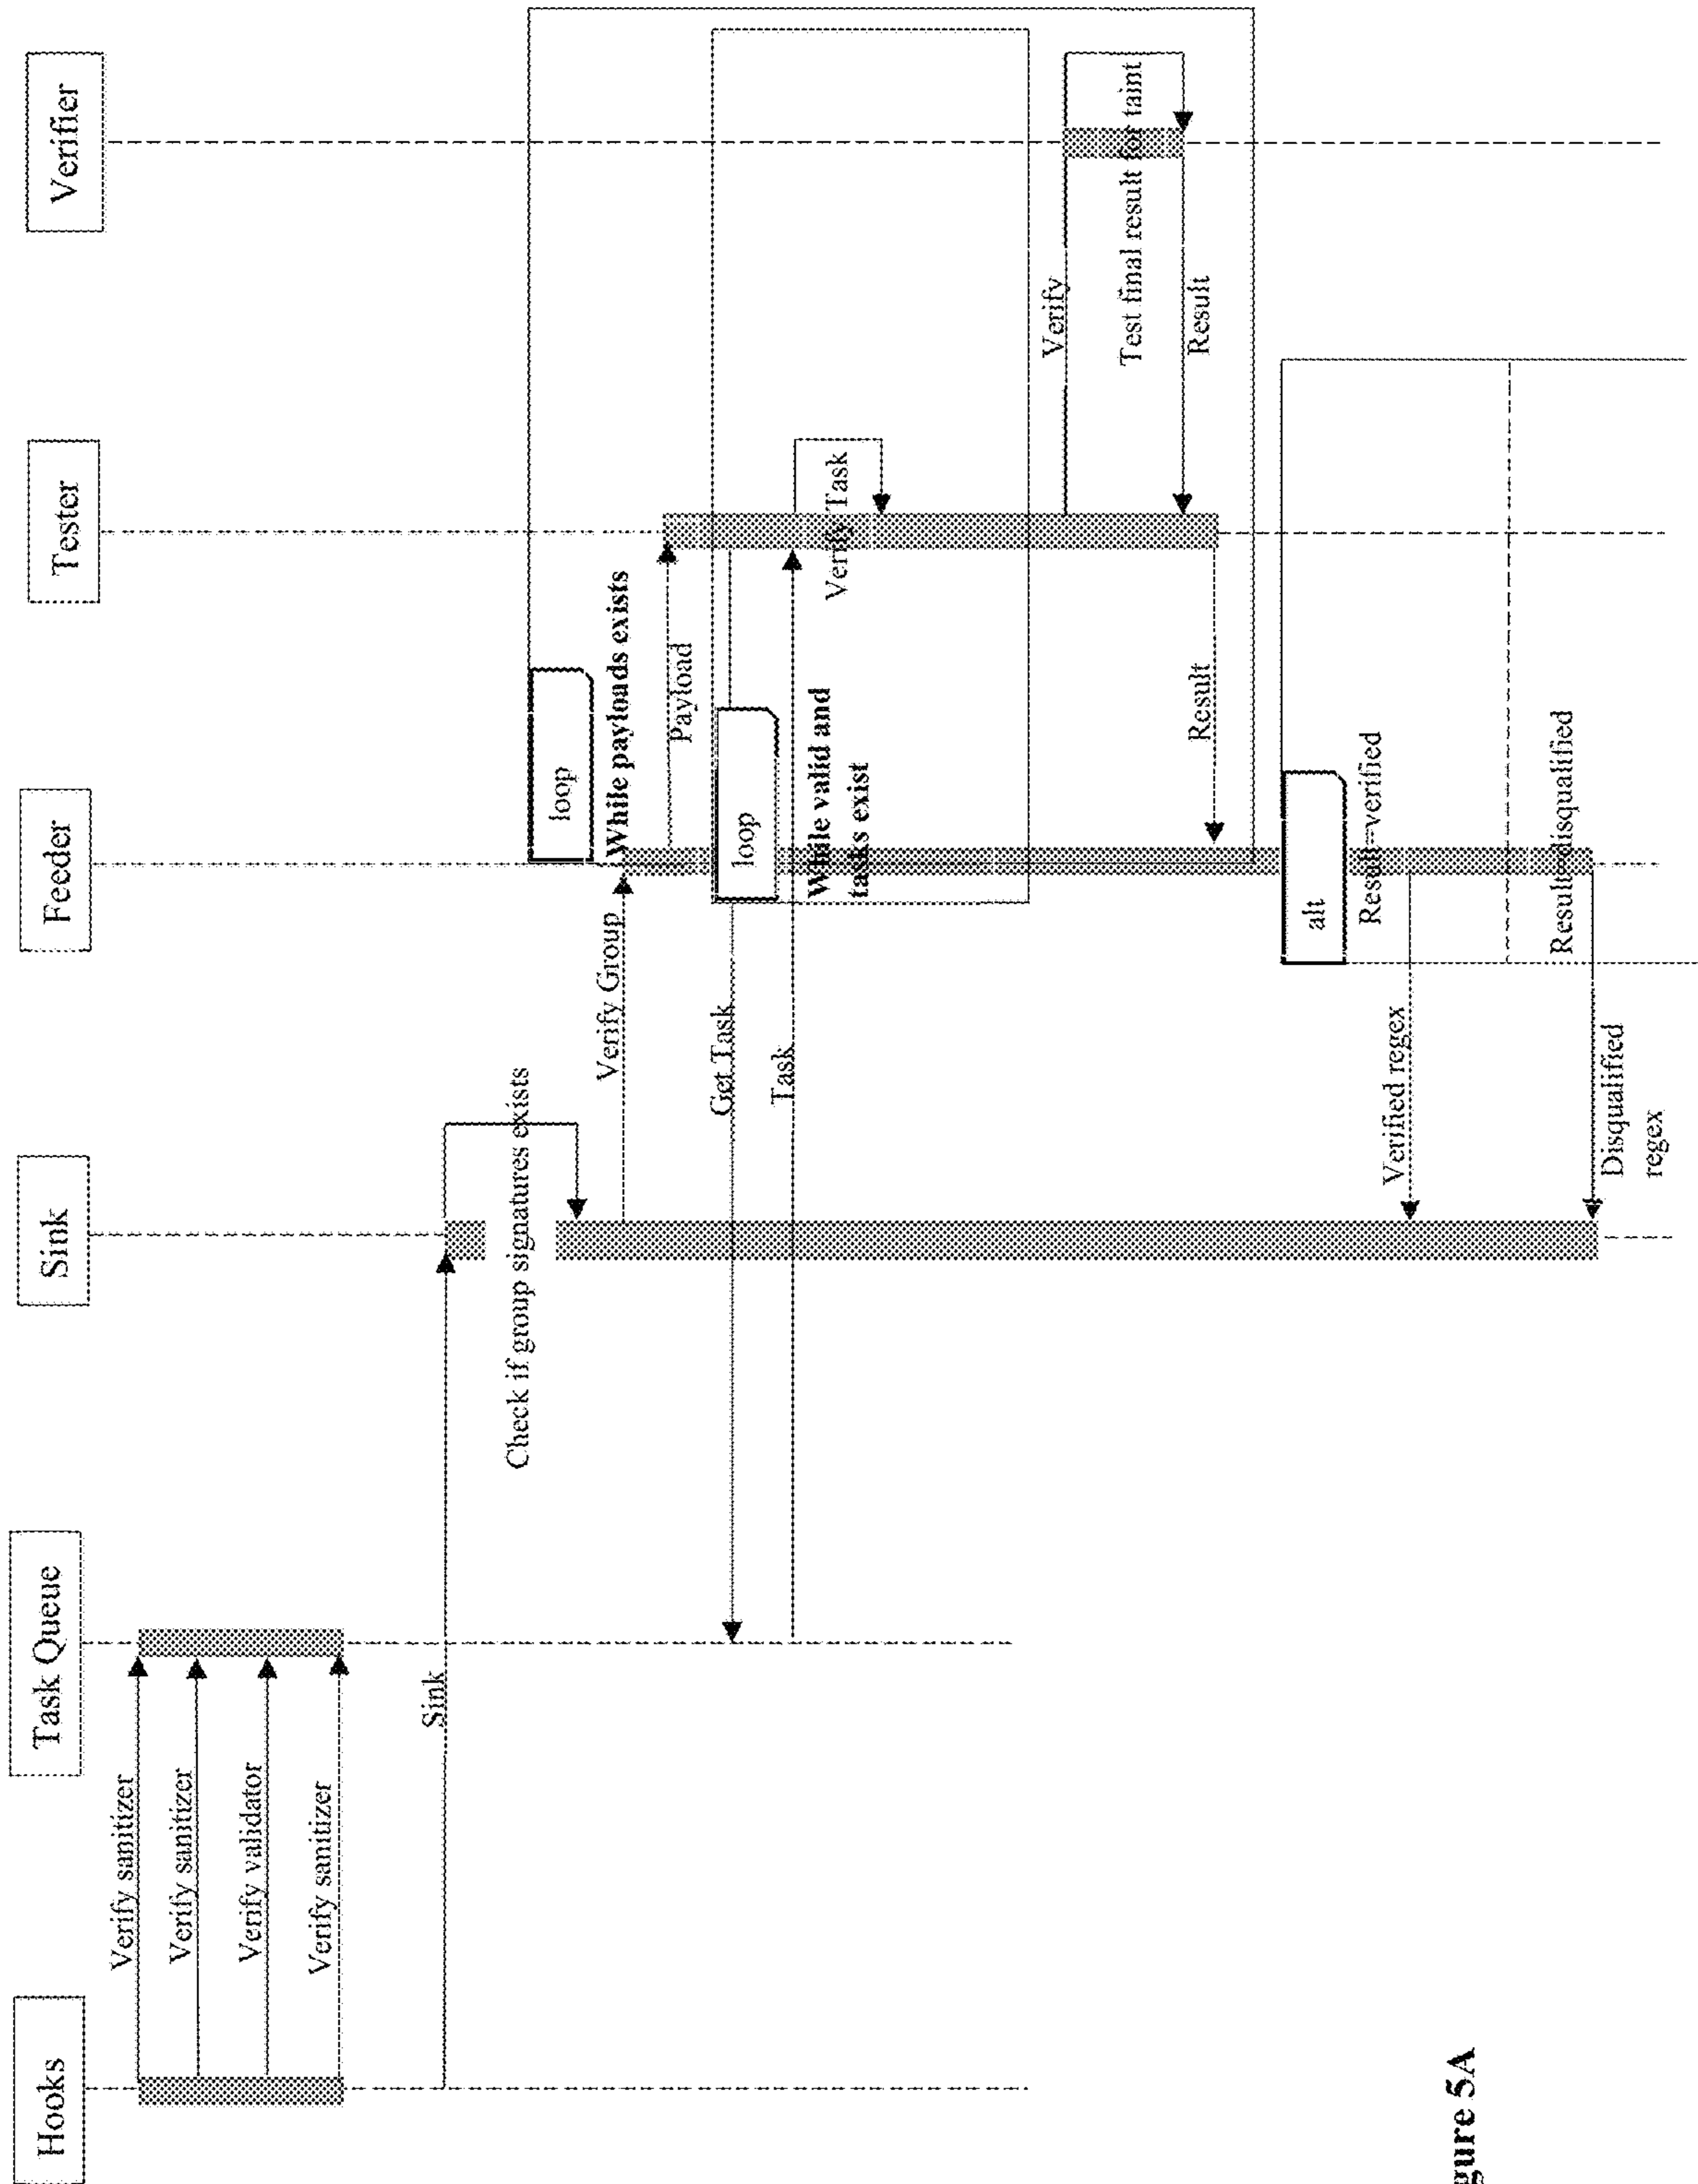 Hooks
Task Queue
Sink
Feeder
Tester
Verifier
Verify sanitizer
Verify sanitizer
Verify validator
Verify sanitizer
Sink
Check if group signatures exists
loop
While payloads exists
Verify Group
Payload
loop
While valid and
tasks exist
Get Task
Task
Verify Task
Verify
Test final result for taint
Result
Result
alt
Result=verified
Verified regex
Result=disqualified
Disqualified
regex
gure 5A